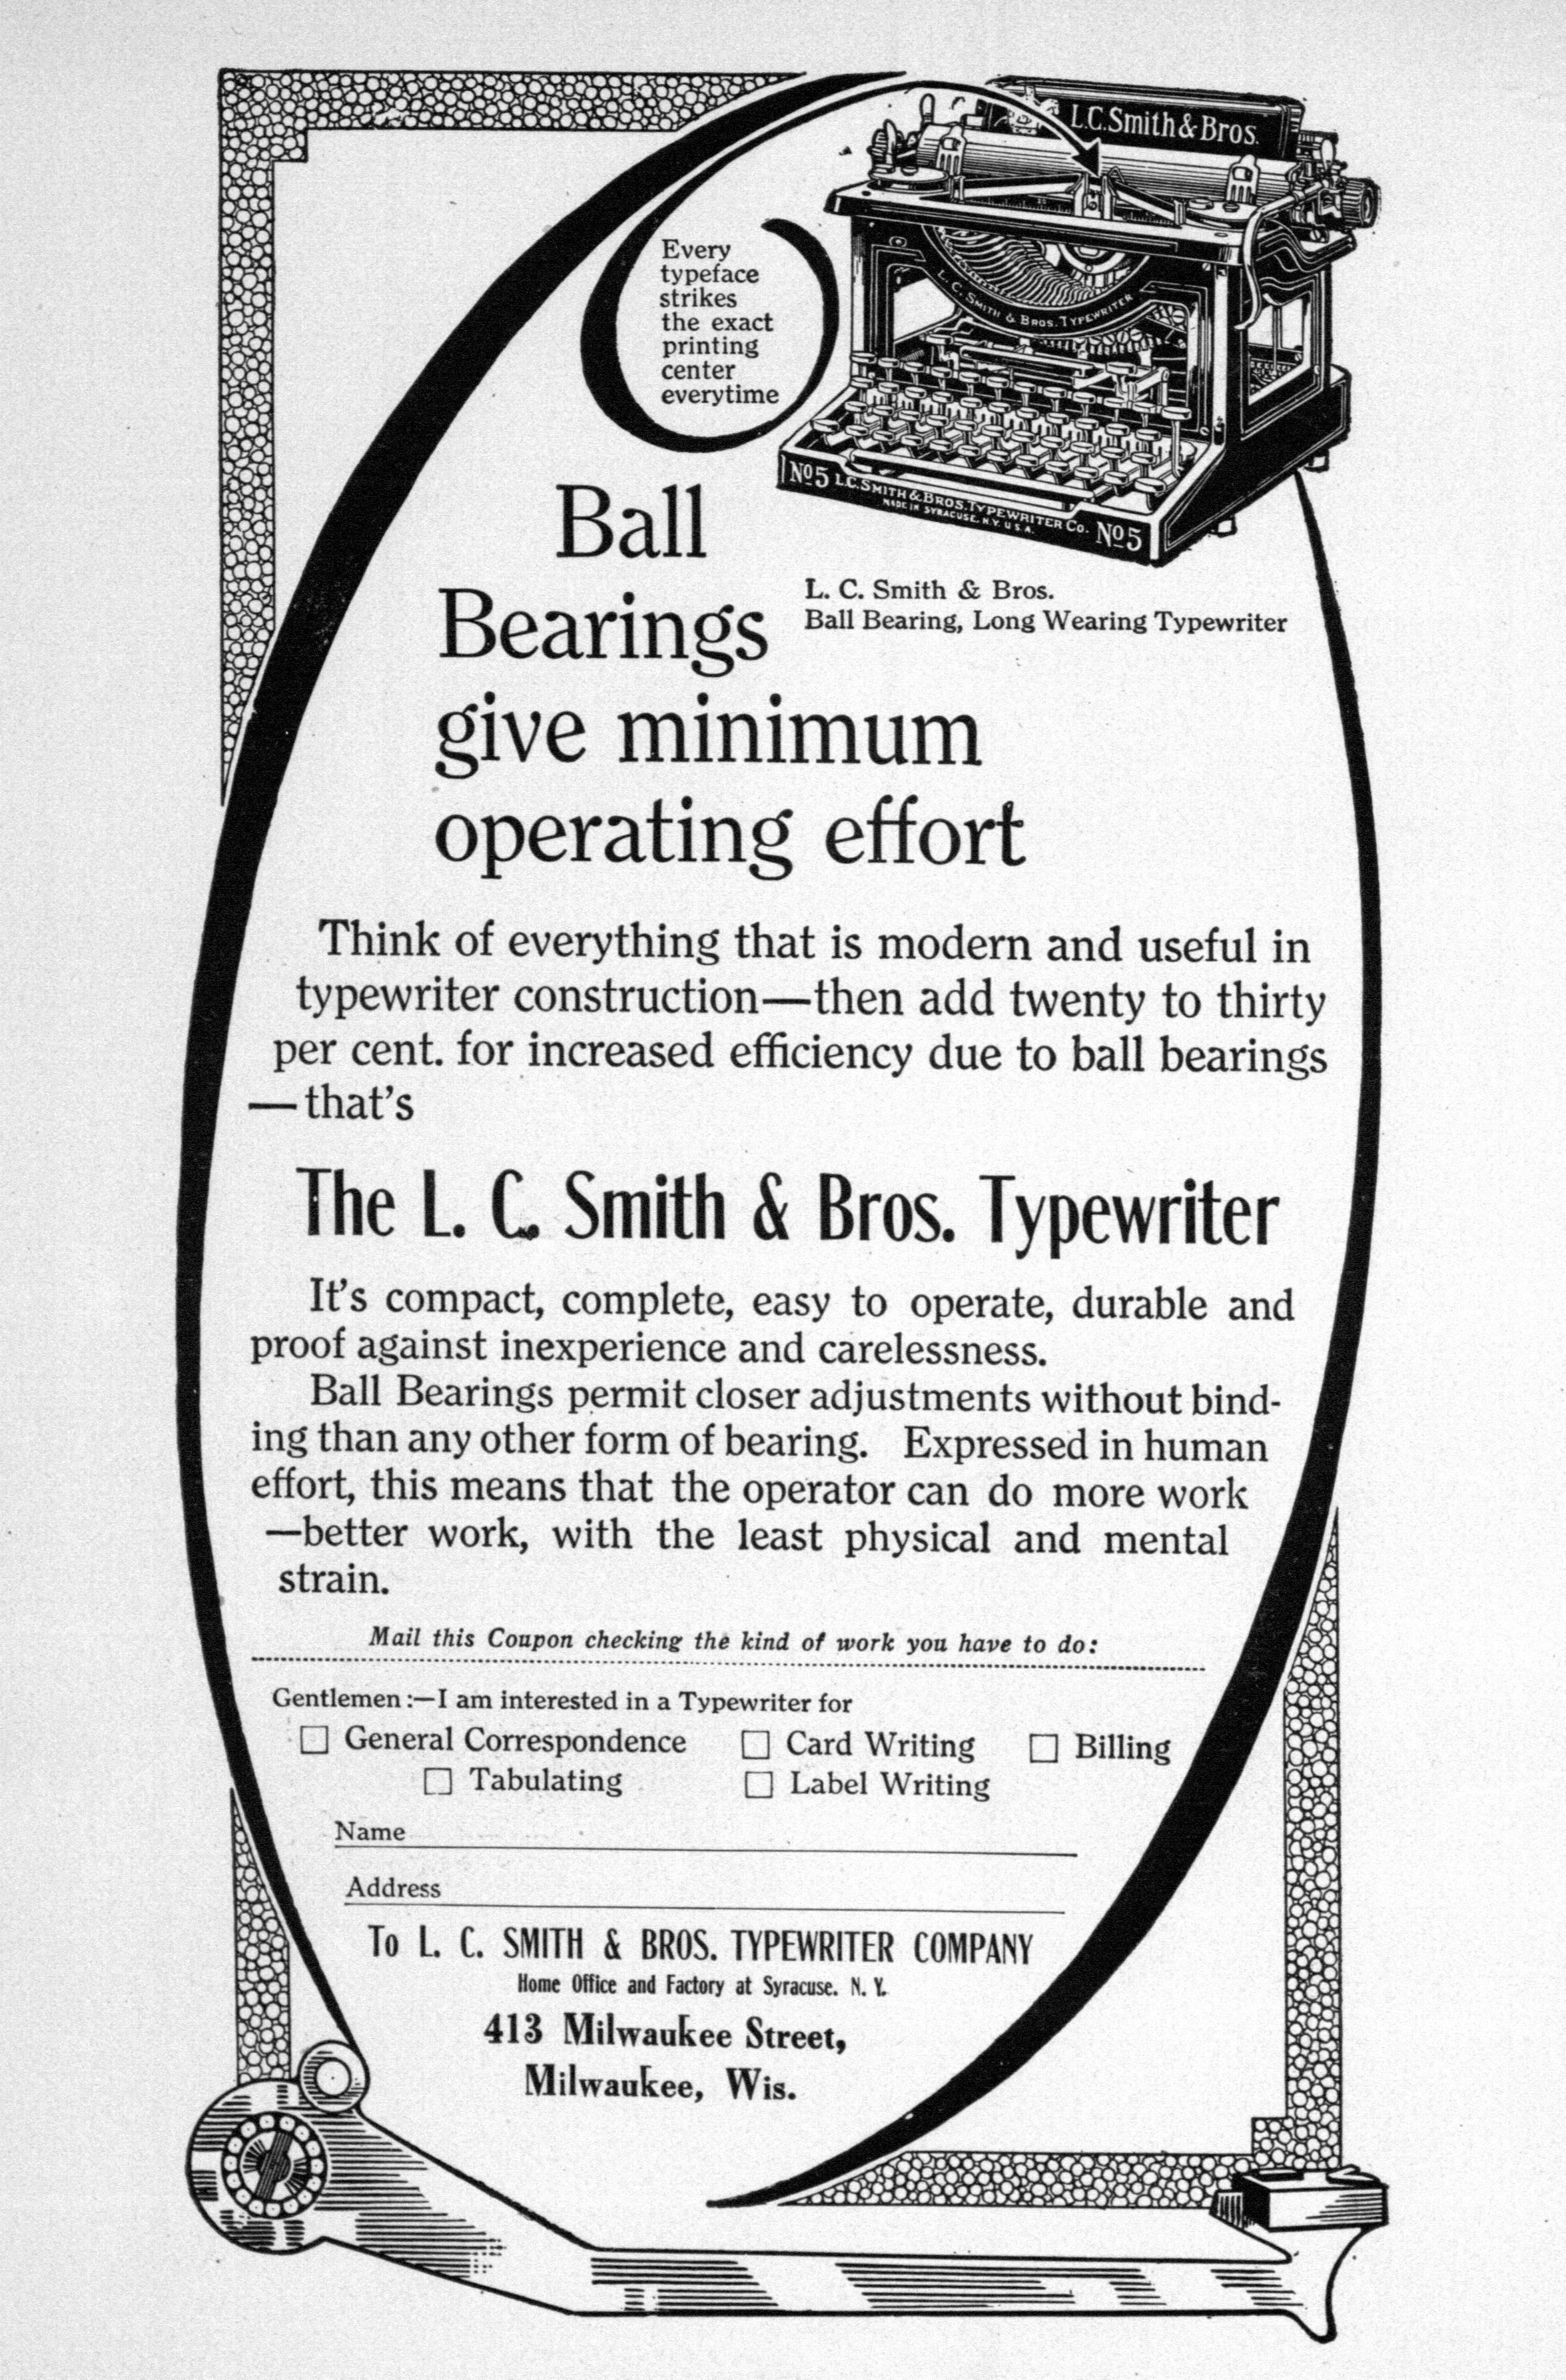 L.C. Smith & Bros.
Every
typeface
strikes
the exact
printing
center
everytime
L. C. SMITH & BROS. TYPEWRITER
No 5 L.C. SMITH & BROS. TYPEWRITER Co. No 5
MADE IN SYRACUSE, N.Y. U.S.A.
Ball
Bearings
give minimum
operating effort
L. C. Smith & Bros.
Ball Bearing, Long Wearing Typewriter
Think of everything that is modern and useful in
typewriter construction—then add twenty to thirty
per cent. for increased efficiency due to ball bearings
—that's
The L. C. Smith & Bros. Typewriter
It's compact, complete, easy to operate, durable and
proof against inexperience and carelessness.
Ball Bearings permit closer adjustments without bind-
ing than any other form of bearing. Expressed in human
effort, this means that the operator can do more work
—better work, with the least physical and mental
strain.
Mail this Coupon checking the kind of work you have to do:
Gentlemen:—I am interested in a Typewriter for
☐ General Correspondence ☐ Card Writing ☐ Billing
☐ Tabulating ☐ Label Writing
Name
Address
To L. C. SMITH & BROS. TYPEWRITER COMPANY
Home Office and Factory at Syracuse. N. Y.
413 Milwaukee Street,
Milwaukee, Wis.